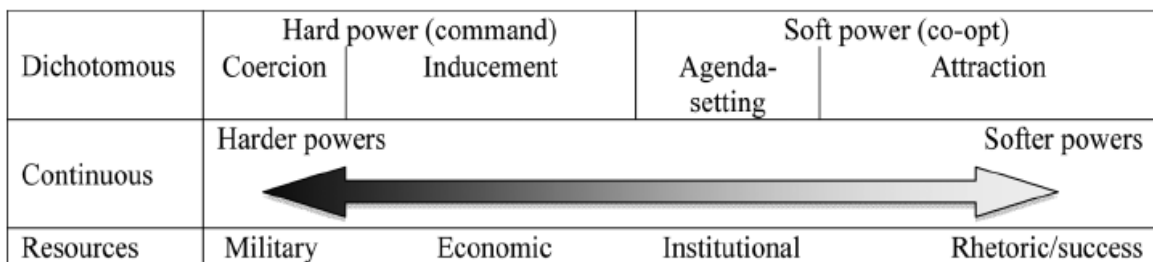 Hard power (command) Soft power (co-opt)
Dichotomous Coercion Inducement Agenda- Attraction
setting
Harder powers Softer powers
Continuous
Resources Military Economic Institutional Rhetoric/success